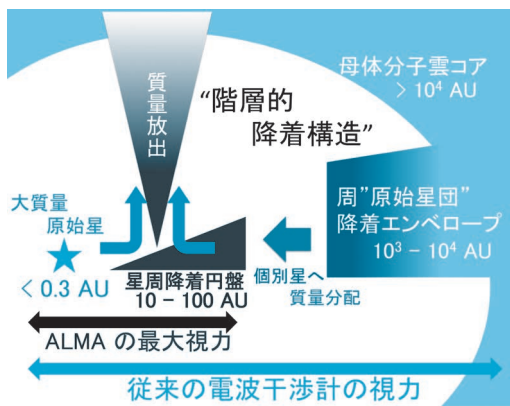 母体分子雲コア
> 10⁴ AU
質量放出
“階層的
降着構造”
周”原始星団”
降着エンベロープ
10³ – 10⁴ AU
大質量
原始星
< 0.3 AU
星周降着円盤
10 – 100 AU
個別星へ
質量分配
ALMA の最大視力
従来の電波干渉計の視力